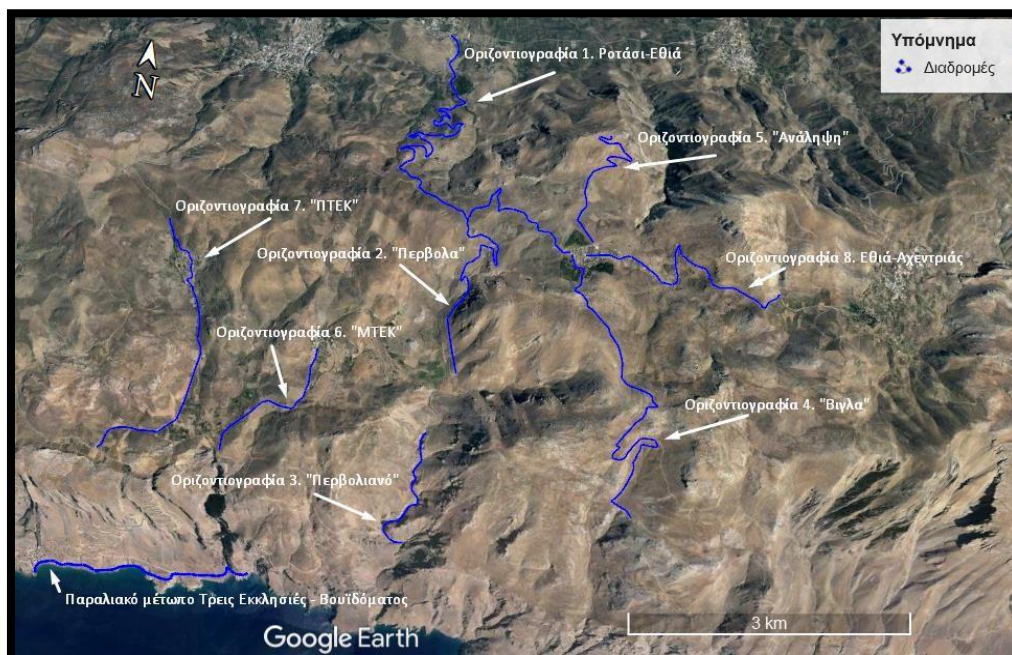 Υπόμνημα
Διαδρομές
N
Οριζοντιογραφία 1. Ροτάσι-Εθιά
Οριζοντιογραφία 5. "Ανάληψη"
Οριζοντιογραφία 7. "ΠΤΕΚ"
Οριζοντιογραφία 2. "Περβολα"
Οριζοντιογραφία 8. Εθιά-Αχεντριάς
Οριζοντιογραφία 6. "ΜΤΕΚ"
Οριζοντιογραφία 4. "Βιγλα"
Οριζοντιογραφία 3. "Περβολιανό"
Παραλιακό μέτωπο Τρεις Εκκλησιές - Βουϊδόματος
Google Earth
3 km